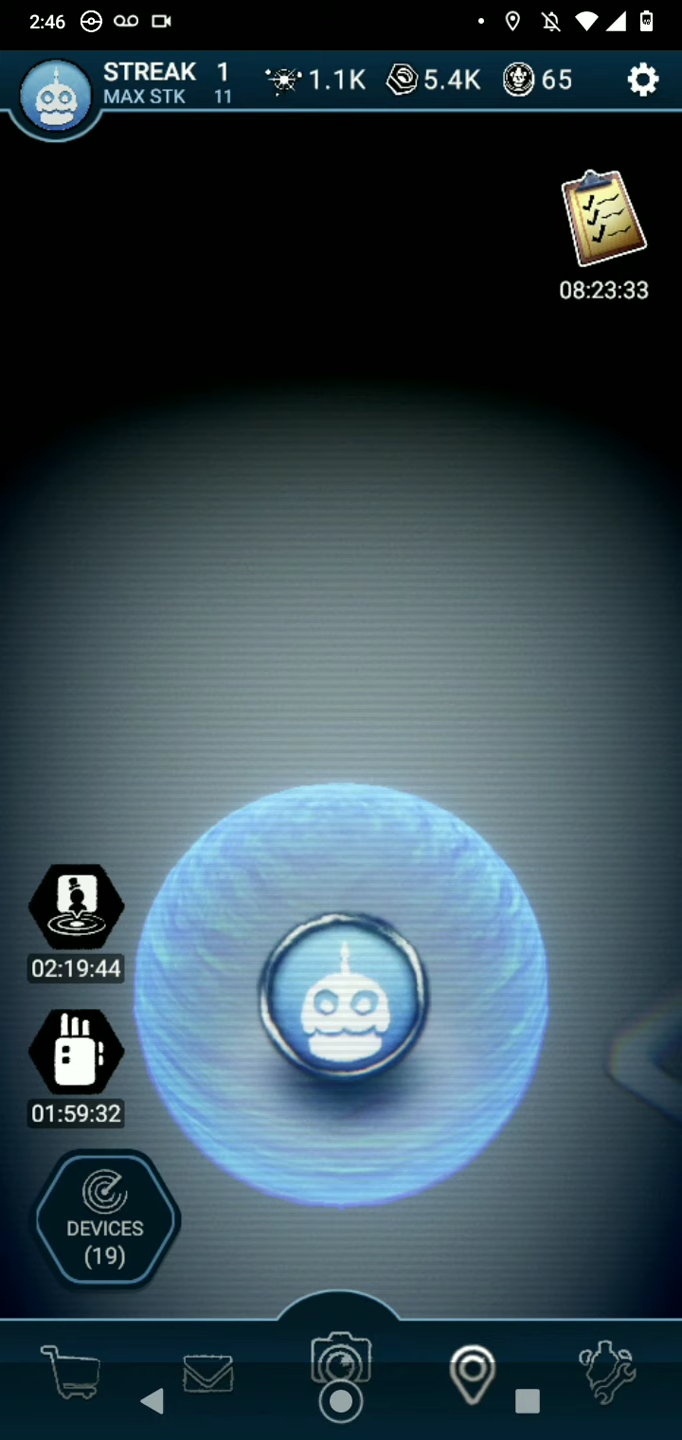 2:46
STREAK 1
MAX STK 11
1.1K
5.4K
65
08:23:33
02:19:44
01:59:32
DEVICES
(19)